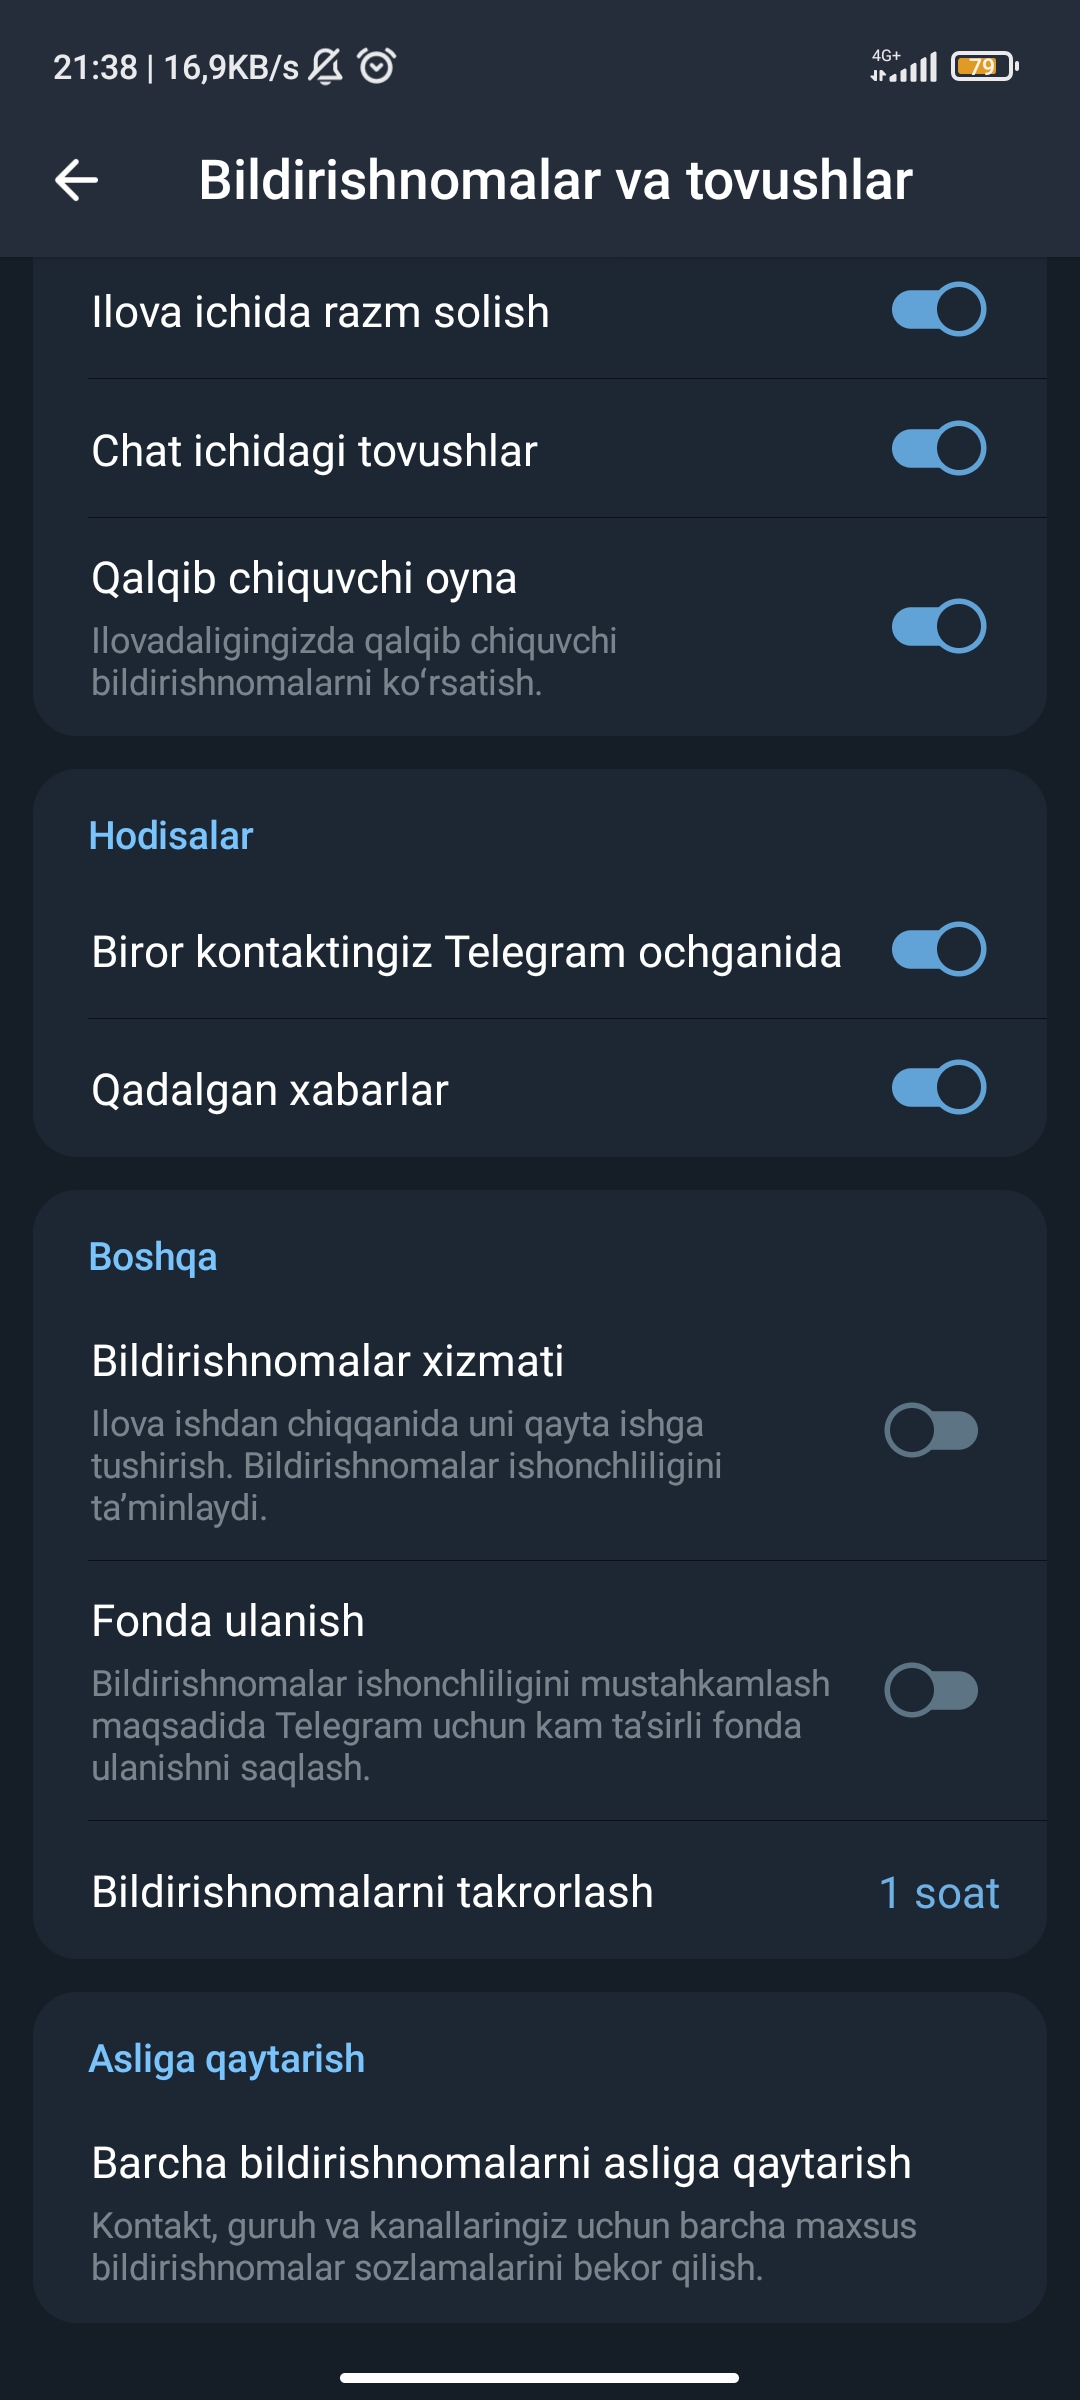 21:38 | 16,9KB/s
4G+
79
Bildirishnomalar va tovushlar
Ilova ichida razm solish
Chat ichidagi tovushlar
Qalqib chiquvchi oyna
Ilovadaligingizda qalqib chiquvchi
bildirishnomalarni ko‘rsatish.
Hodisalar
Biror kontaktingiz Telegram ochganida
Qadalgan xabarlar
Boshqa
Bildirishnomalar xizmati
Ilova ishdan chiqqanida uni qayta ishga
tushirish. Bildirishnomalar ishonchliligini
ta’minlaydi.
Fonda ulanish
Bildirishnomalar ishonchliligini mustahkamlash
maqsadida Telegram uchun kam ta’sirli fonda
ulanishni saqlash.
Bildirishnomalarni takrorlash
1 soat
Asliga qaytarish
Barcha bildirishnomalarni asliga qaytarish
Kontakt, guruh va kanallaringiz uchun barcha maxsus
bildirishnomalar sozlamalarini bekor qilish.